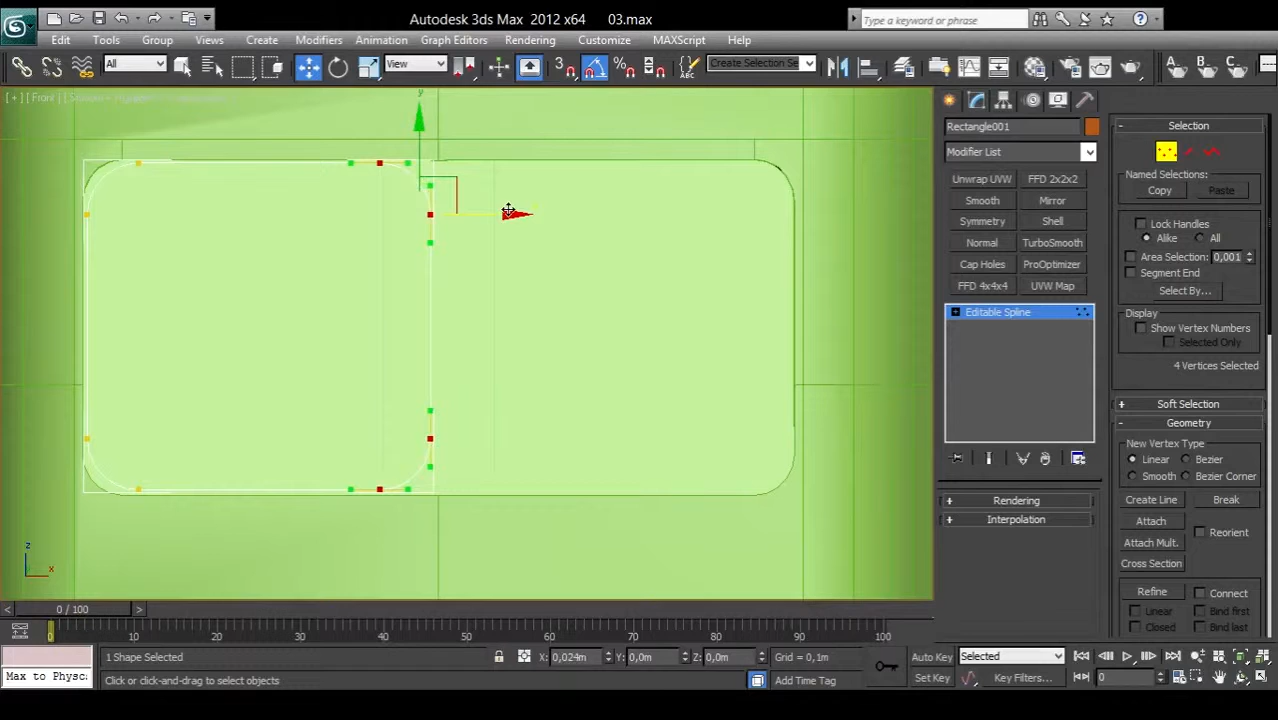 Autodesk 3ds Max 2012 x64 03.max
Type a keyword or phrase
Edit Tools Group Views Create Modifiers Animation Graph Editors Rendering Customize MAXScript Help
All View 3 Create Selection Se A B C
[ + ] [ Front ]
Rectangle001
Modifier List
Unwrap UVW FFD 2x2x2
Smooth Mirror
Symmetry Shell
Normal TurboSmooth
Cap Holes ProOptimizer
FFD 4x4x4 UVW Map
Editable Spline
Rendering
Interpolation
Selection
Named Selections:
Copy Paste
Lock Handles
Alike All
Area Selection: 0,001
Segment End
Select By...
Display
Show Vertex Numbers
Selected Only
4 Vertices Selected
Soft Selection
Geometry
New Vertex Type
Linear Bezier
Smooth Bezier Corner
Create Line Break
Attach Reorient
Attach Mult.
Cross Section
Refine Connect
Linear Bind first
Closed Bind last
y
z
x
< 0 / 100 >
0 10 20 30 40 50 60 70 80 90 100
1 Shape Selected X: 0,024m Y: 0,0m Z: 0,0m Grid = 0,1m Auto Key Selected
Max to Physc: Click or click-and-drag to select objects Add Time Tag Set Key Key Filters... 0